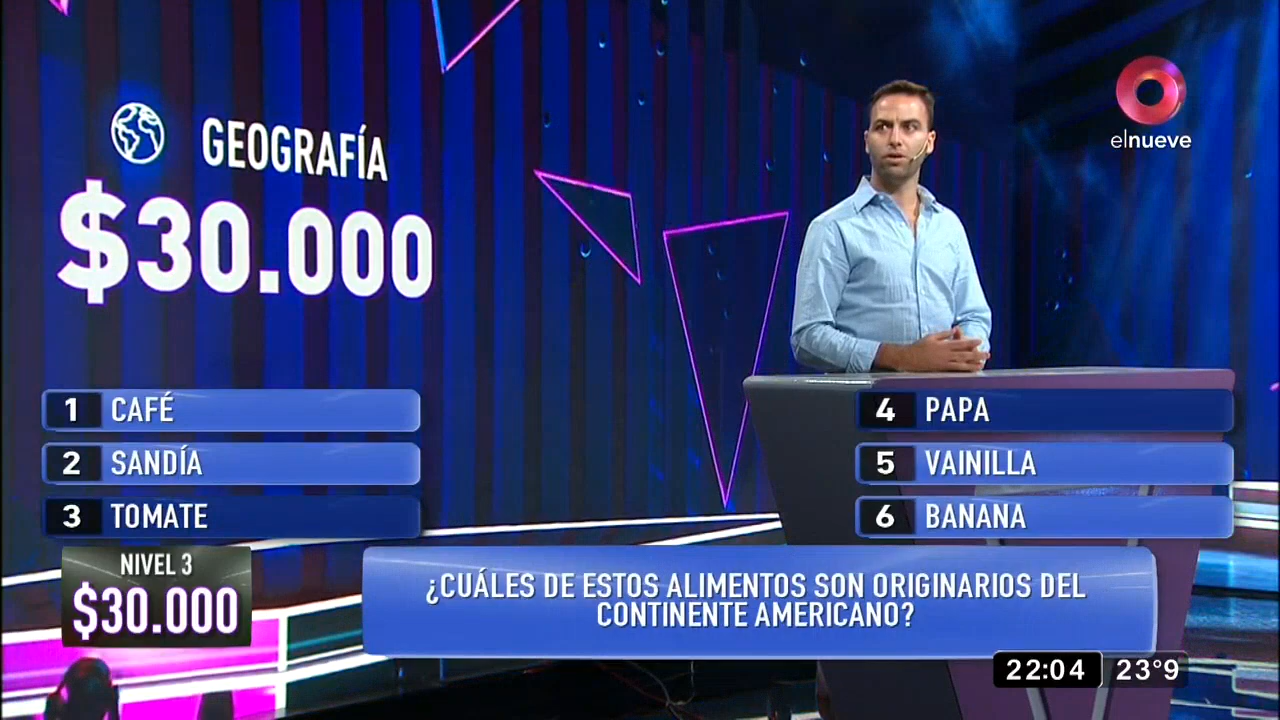 GEOGRAFÍA
$30.000
elnueve
1 CAFÉ
2 SANDÍA
3 TOMATE
4 PAPA
5 VAINILLA
6 BANANA
NIVEL 3
$30.000
¿CUÁLES DE ESTOS ALIMENTOS SON ORIGINARIOS DEL
CONTINENTE AMERICANO?
22:04 23°9